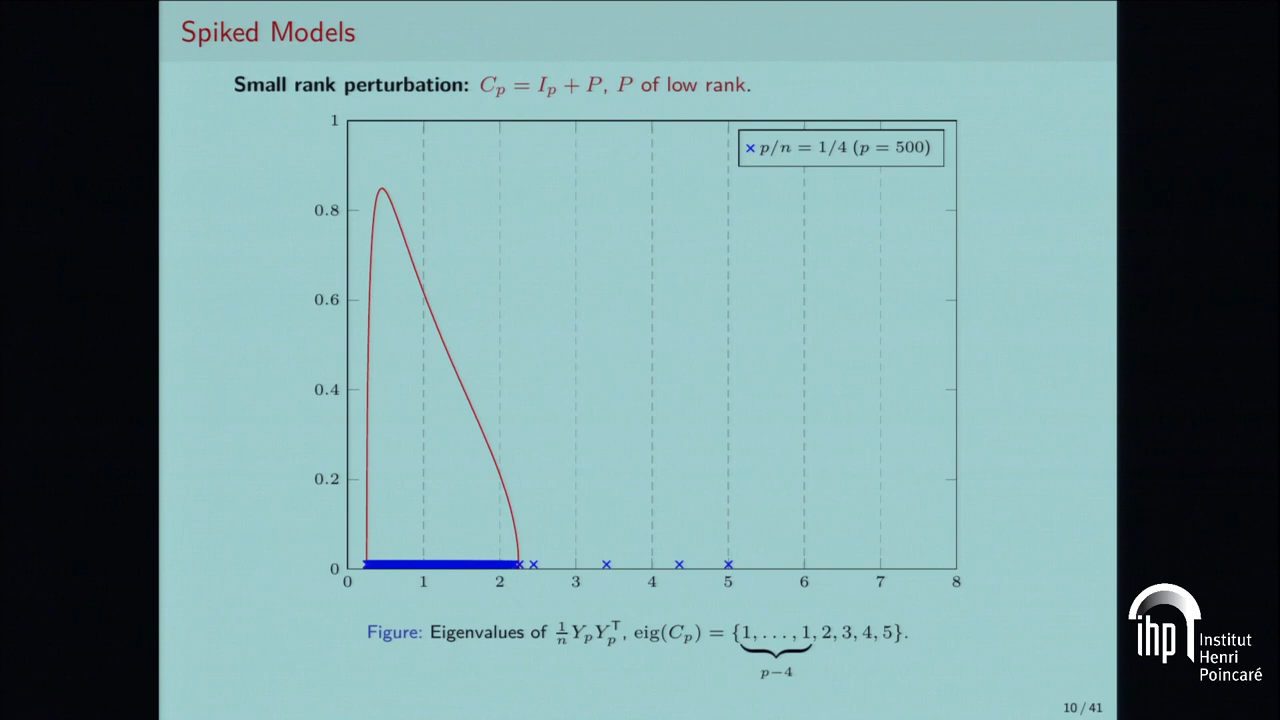 Spiked Models
Small rank perturbation: C_p = I_p + P, P of low rank.
1
0.8
0.6
0.4
0.2
0
× p/n = 1/4 (p = 500)
0 1 2 3 4 5 6 7 8
Figure: Eigenvalues of 1/n Y_p Y_p^T, eig(C_p) = {1, . . . , 1, 2, 3, 4, 5}.
p−4
10 / 41
ihp
Institut
Henri
Poincaré